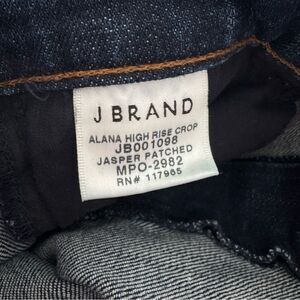 J BRAND
ALANA HIGH RISE CROP
JB001098
JASPER PATCHED
MPO-2982
RN# 117965